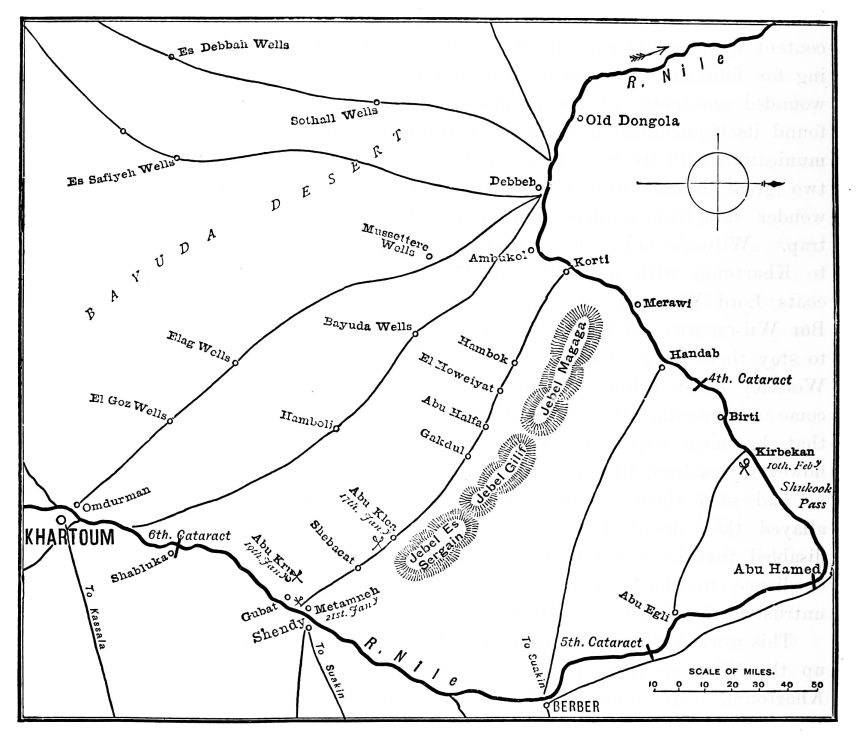 Es Debbah Wells
R. Nile
Sothall Wells
Old Dongola
Es Safiyeh Wells
Debbeh
BAYUDA DESERT
Mussettere
Wells
Ambukol
Korti
Merawi
Bayuda Wells
Elag Wells
Hambok
Jebel Magaga
Handab
El Howeiyat
4th. Cataract
El Goz Wells
Abu Halfa
Birti
Hamboli
Gakdul
Kirbekan
10th. Feby
Jebel Gilif
Shukook
Pass
Omdurman
Abu Klea
17th. Jany
KHARTOUM
6th. Cataract
Shebacat
Jebel Es
Sergain
Abu Kru
19th. Jany
Shabluka
Abu Hamed
To Kassala
Gubat
Metamneh
21st. Jany
Abu Egli
Shendy
5th. Cataract
R. Nile
To Suakin
To Suakin
SCALE OF MILES.
10 0 10 20 30 40 50
BERBER